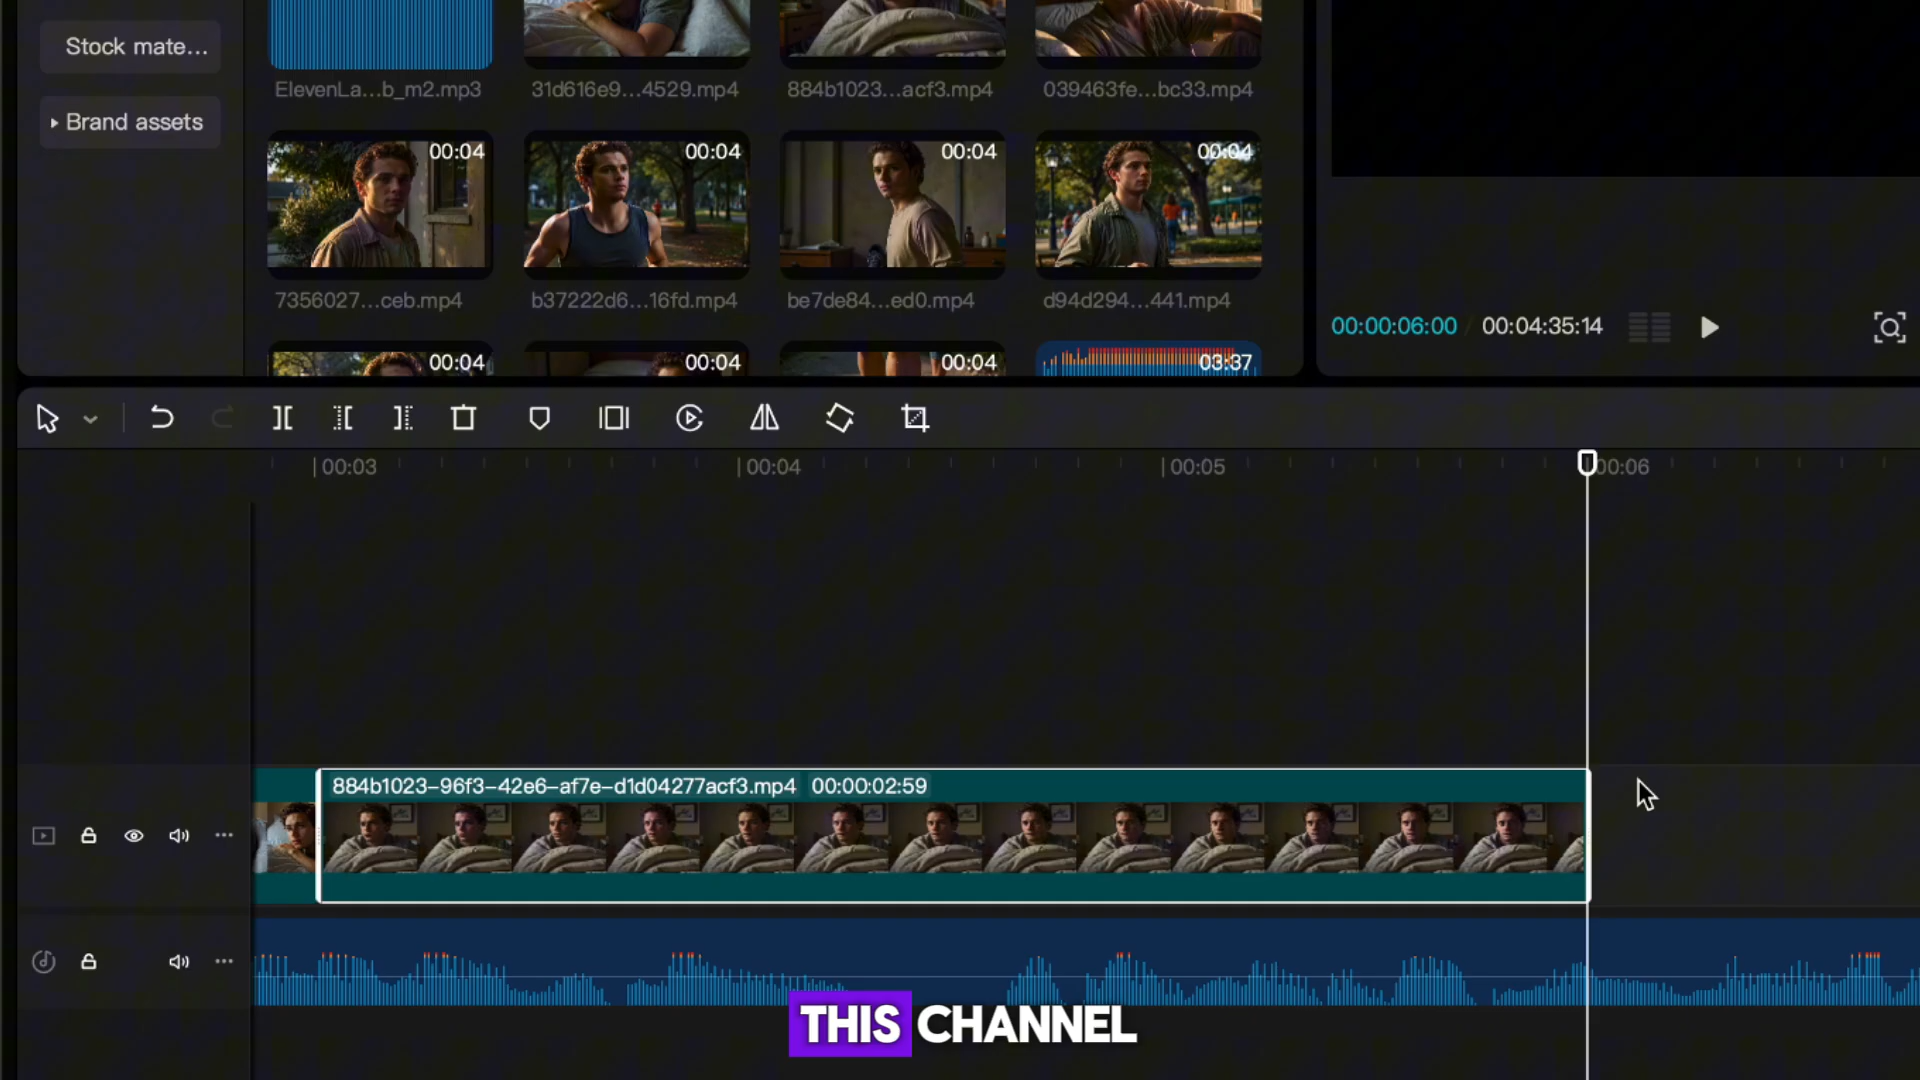 Stock mate...
Brand assets
ElevenLa...b_m2.mp3
31d616e9...4529.mp4
884b1023...acf3.mp4
039463fe...bc33.mp4
00:04
00:04
00:04
00:04
7356027...ceb.mp4
b37222d6...16fd.mp4
be7de84...ed0.mp4
d94d294...441.mp4
00:04
00:04
00:04
03:37
00:00:06:00 / 00:04:35:14
00:03
00:04
00:05
00:06
884b1023-96f3-42e6-af7e-d1d04277acf3.mp4 00:00:02:59
THIS CHANNEL